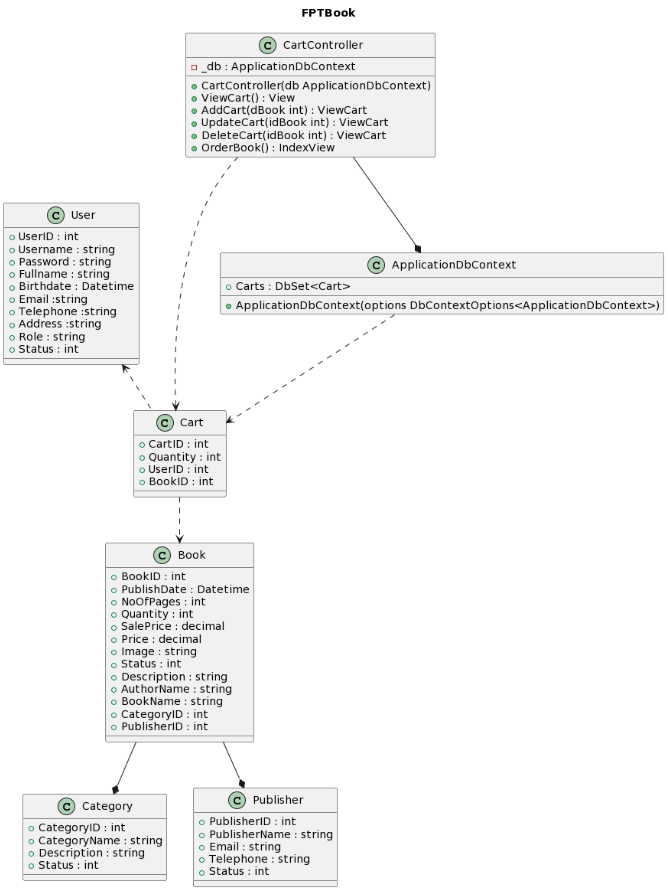 FPTBook
C CartController
_db : ApplicationDbContext
CartController(db ApplicationDbContext)
ViewCart() : View
AddCart(dBook int) : ViewCart
UpdateCart(idBook int) : ViewCart
DeleteCart(idBook int) : ViewCart
OrderBook() : IndexView
C User
UserID : int
Username : string
Password : string
Fullname : string
Birthdate : Datetime
Email :string
Telephone :string
Address :string
Role : string
Status : int
C ApplicationDbContext
Carts : DbSet<Cart>
ApplicationDbContext(options DbContextOptions<ApplicationDbContext>)
C Cart
CartID : int
Quantity : int
UserID : int
BookID : int
C Book
BookID : int
PublishDate : Datetime
NoOfPages : int
Quantity : int
SalePrice : decimal
Price : decimal
Image : string
Status : int
Description : string
AuthorName : string
BookName : string
CategoryID : int
PublisherID : int
C Category
CategoryID : int
CategoryName : string
Description : string
Status : int
C Publisher
PublisherID : int
PublisherName : string
Email : string
Telephone : string
Status : int